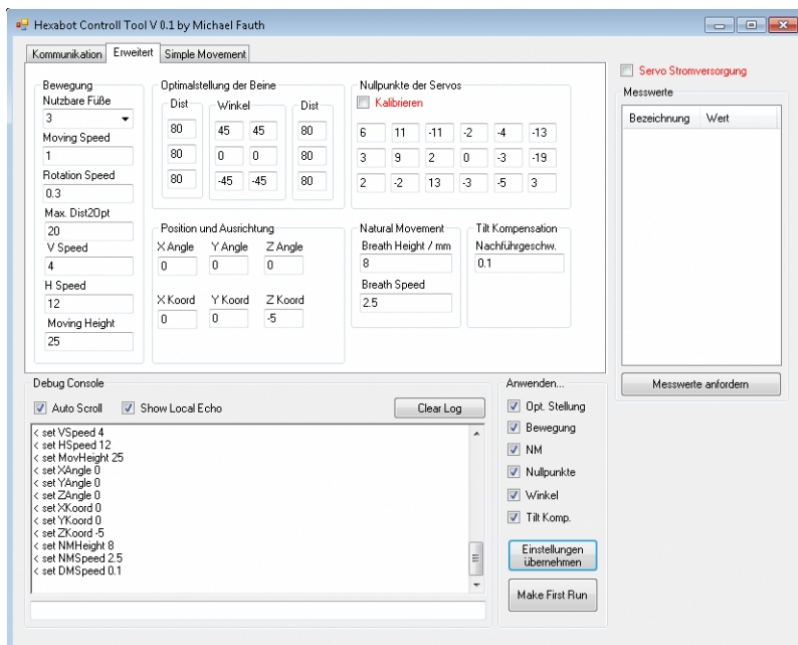 Hexabot Controll Tool V 0.1 by Michael Fauth
Kommunikation Erweitert Simple Movement
Bewegung
Nutzbare Füße
3
Moving Speed
1
Rotation Speed
0.3
Max. Dist2Opt
20
V Speed
4
H Speed
12
Moving Height
25
Optimalstellung der Beine
Dist Winkel Dist
80 45 45 80
80 0 0 80
80 -45 -45 80
Nullpunkte der Servos
Kalibrieren
6 11 -11 -2 -4 -13
3 9 2 0 -3 -19
2 -2 13 -3 -5 3
Position und Ausrichtung
X Angle Y Angle Z Angle
0 0 0
X Koord Y Koord Z Koord
0 0 -5
Natural Movement
Breath Height / mm
8
Breath Speed
2.5
Tilt Kompensation
Nachführgeschw.
0.1
Servo Stromversorgung
Messwerte
Bezeichnung Wert
Messwerte anfordern
Debug Console
Auto Scroll Show Local Echo Clear Log
< set VSpeed 4
< set HSpeed 12
< set MovHeight 25
< set XAngle 0
< set YAngle 0
< set ZAngle 0
< set XKoord 0
< set YKoord 0
< set ZKoord -5
< set NMHeight 8
< set NMSpeed 2.5
< set DMSpeed 0.1
Anwenden...
Opt. Stellung
Bewegung
NM
Nullpunkte
Winkel
Tilt Komp.
Einstellungen
übernehmen
Make First Run